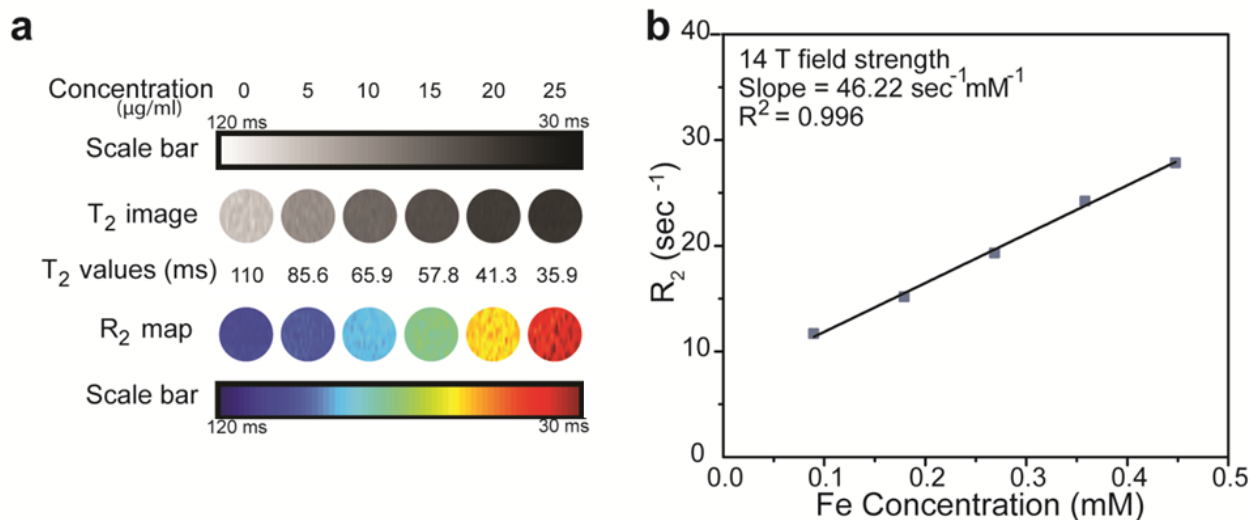 a
Concentration 0 5 10 15 20 25
(μg/ml)
120 ms 30 ms
Scale bar
T₂ image
T₂ values (ms) 110 85.6 65.9 57.8 41.3 35.9
R₂ map
Scale bar
120 ms 30 ms
b
14 T field strength
Slope = 46.22 sec⁻¹mM⁻¹
R² = 0.996
R₂ (sec⁻¹)
40
30
20
10
0
0.0 0.1 0.2 0.3 0.4 0.5
Fe Concentration (mM)